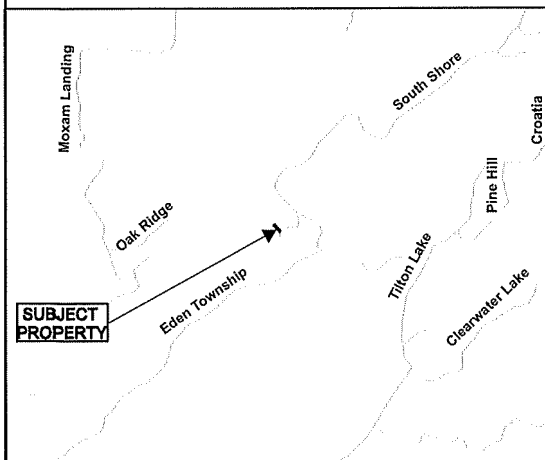 Moxam Landing
South Shore
Croatia
Pine Hill
Oak Ridge
Tilton Lake
Eden Township
Clearwater Lake
SUBJECT
PROPERTY